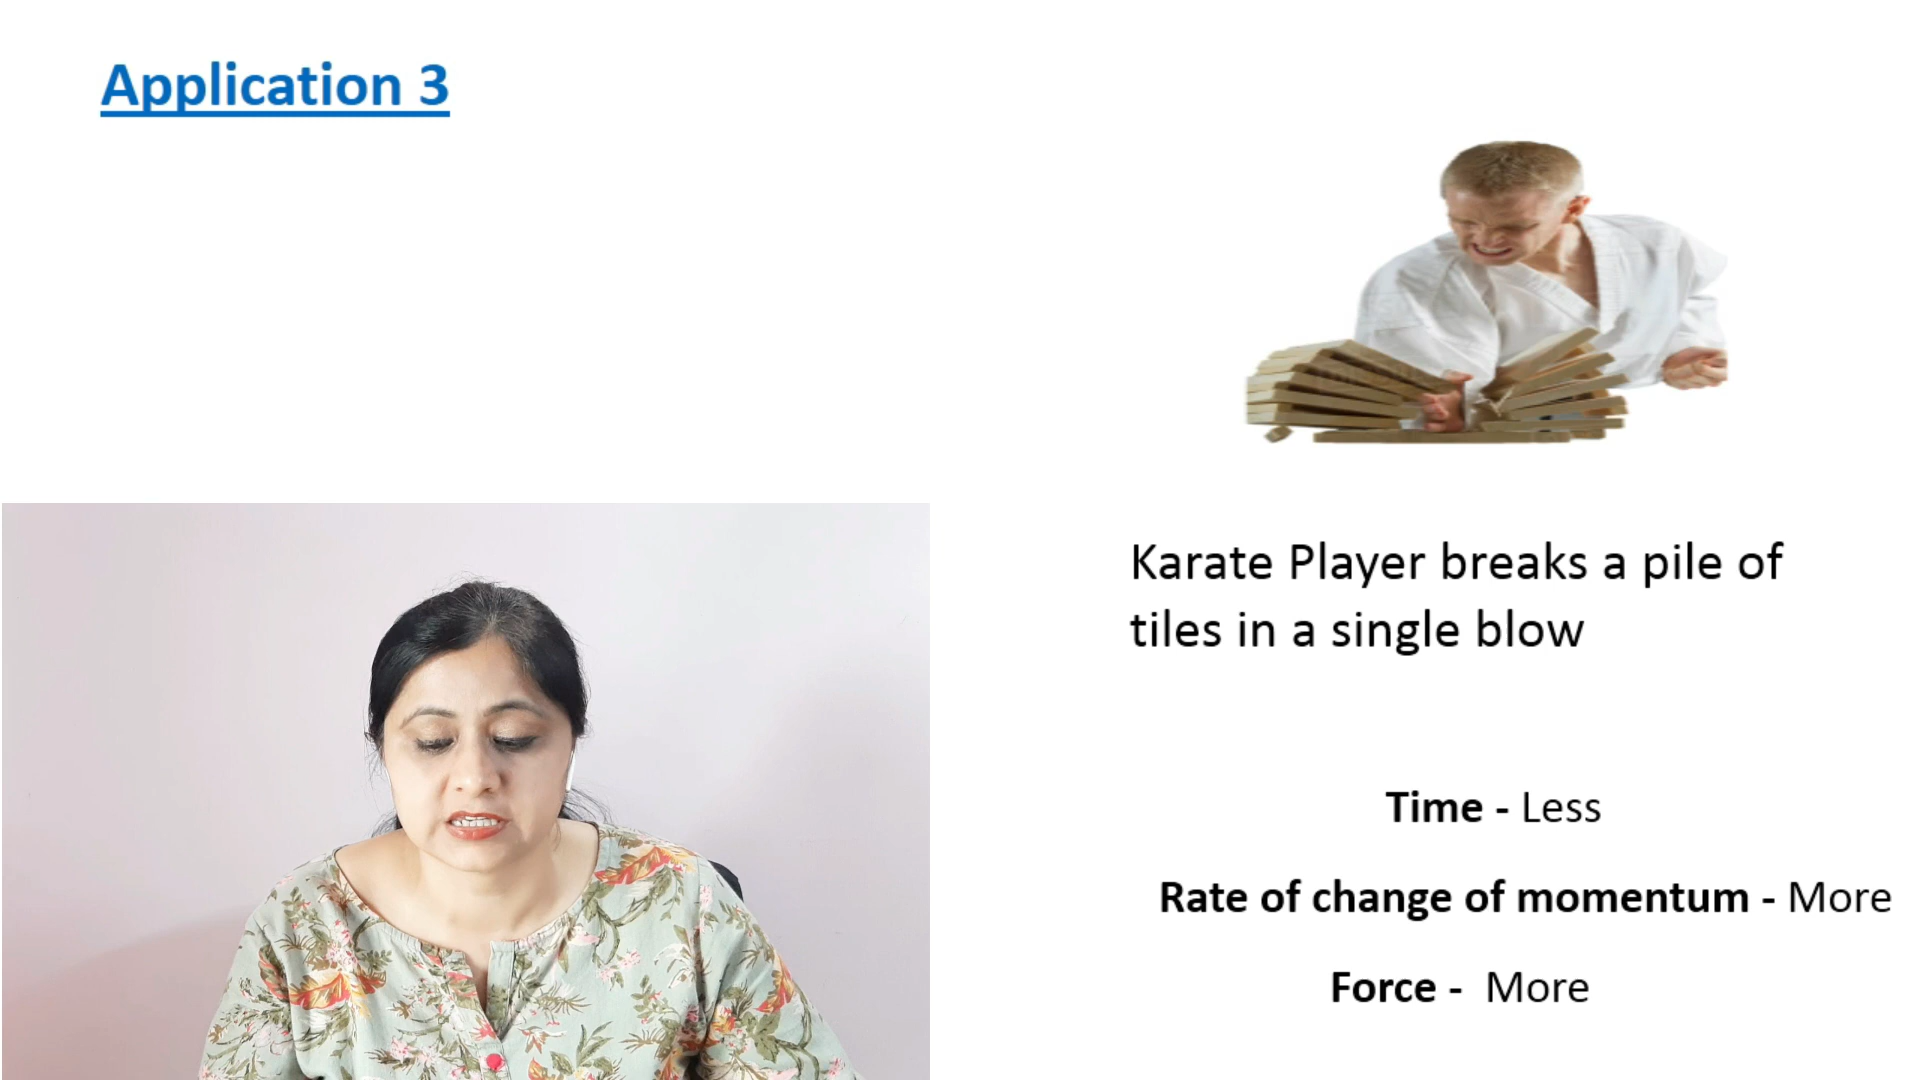 Application 3
Karate Player breaks a pile of
tiles in a single blow
Time - Less
Rate of change of momentum - More
Force - More